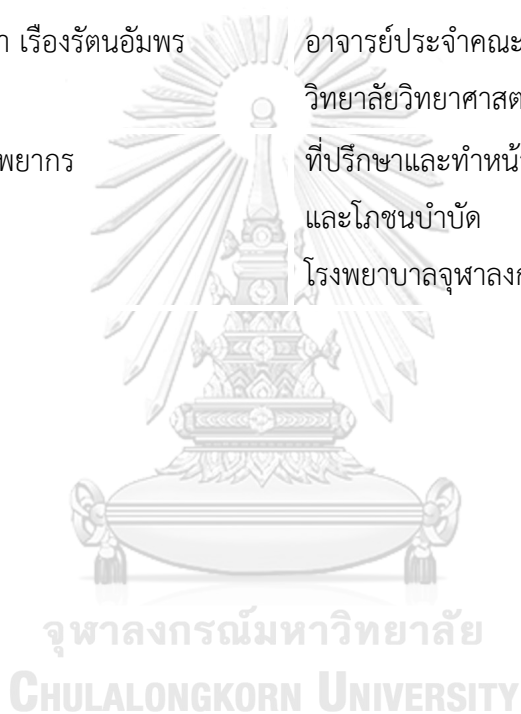 เรืองรัตนอัมพร อาจารย์ประจำคณะ
วิทยาลัยวิทยาศาสต
พยากร ที่ปรึกษาและทำหน้
และโภชนบำบัด
โรงพยาบาลจุฬาลงก
จุฬาลงกรณ์มหาวิทยาลัย
CHULALONGKORN UNIVERSITY